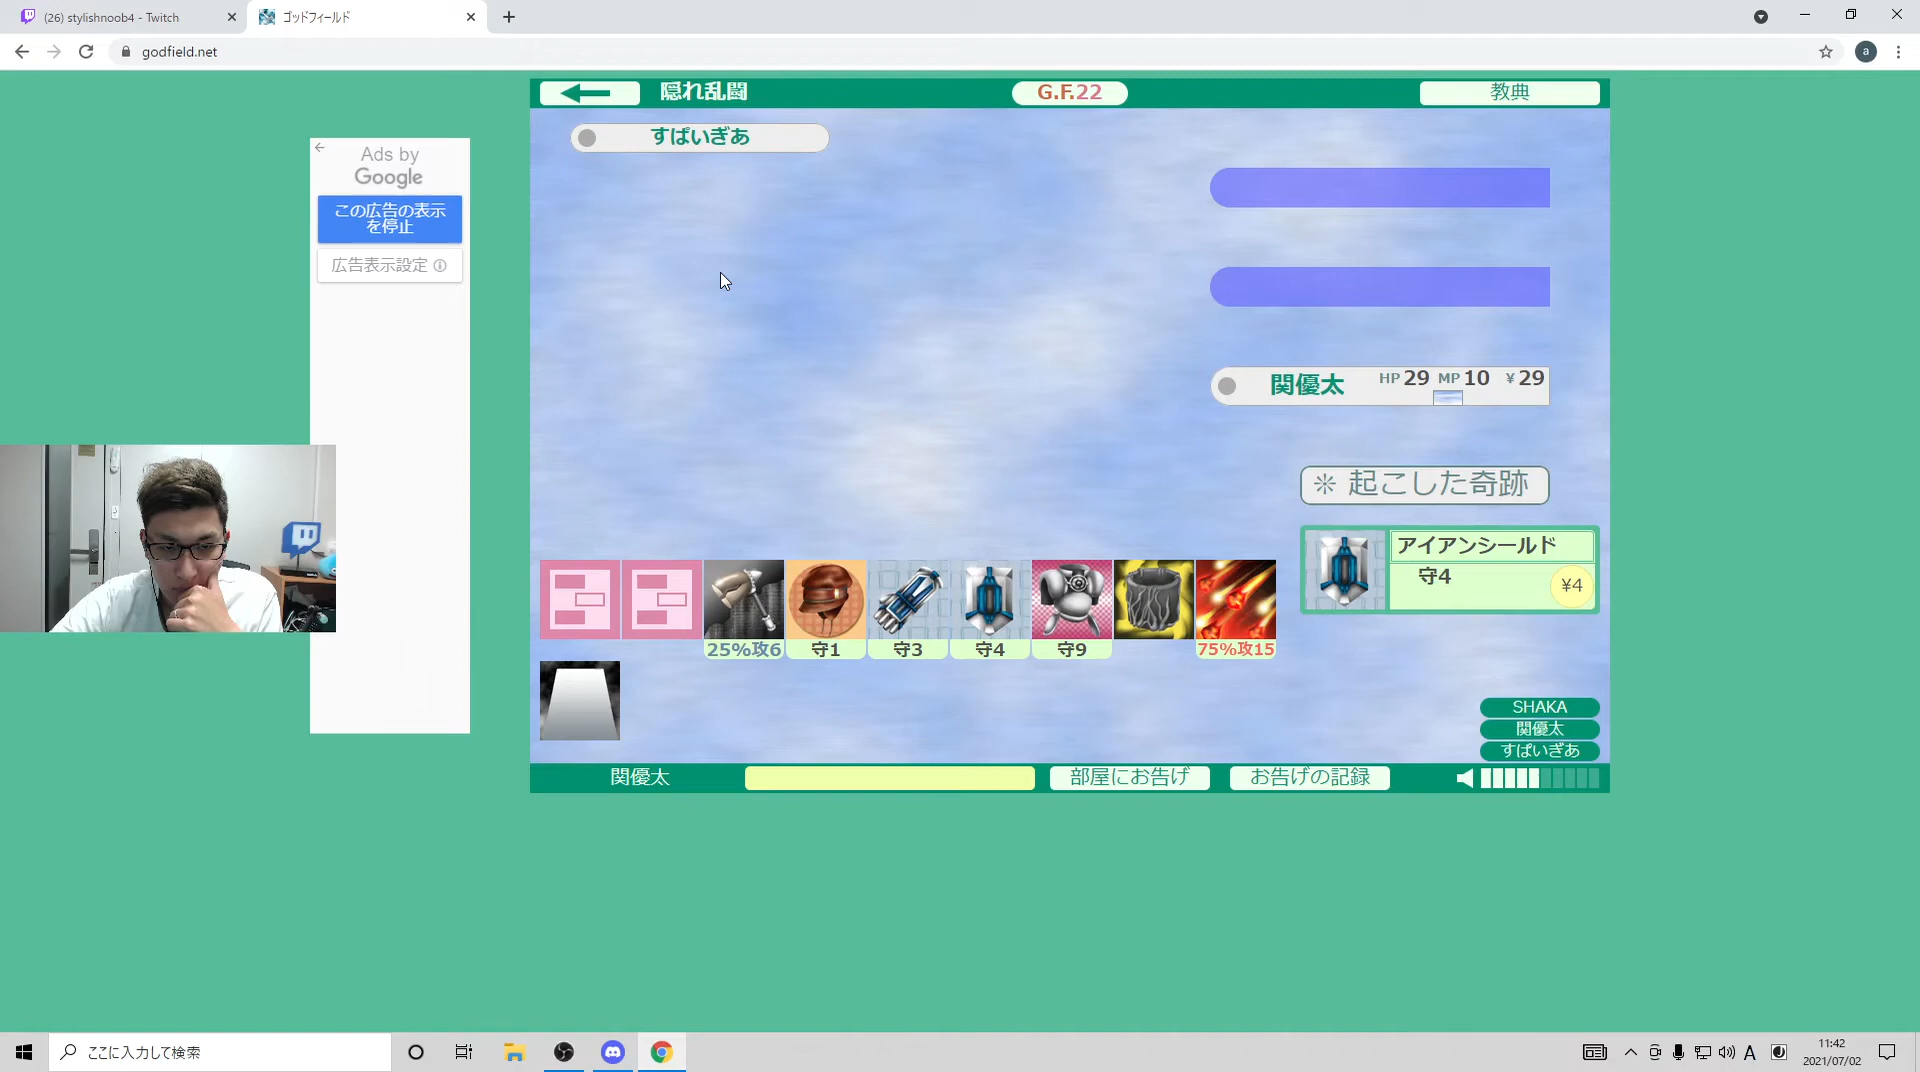 (26) stylishnoob4 - Twitch
ゴッドフィールド
godfield.net
a
隠れ乱闘
G.F.22
教典
すぱいぎあ
Ads by
Google
この広告の表示
を停止
広告表示設定
関優太 HP 29 MP 10 ¥ 29
起こした奇跡
アイアンシールド
守4
¥4
25%攻6
守1
守3
守4
守9
75%攻15
SHAKA
関優太
すぱいぎあ
関優太
部屋にお告げ
お告げの記録
ここに入力して検索
A
11:42
2021/07/02